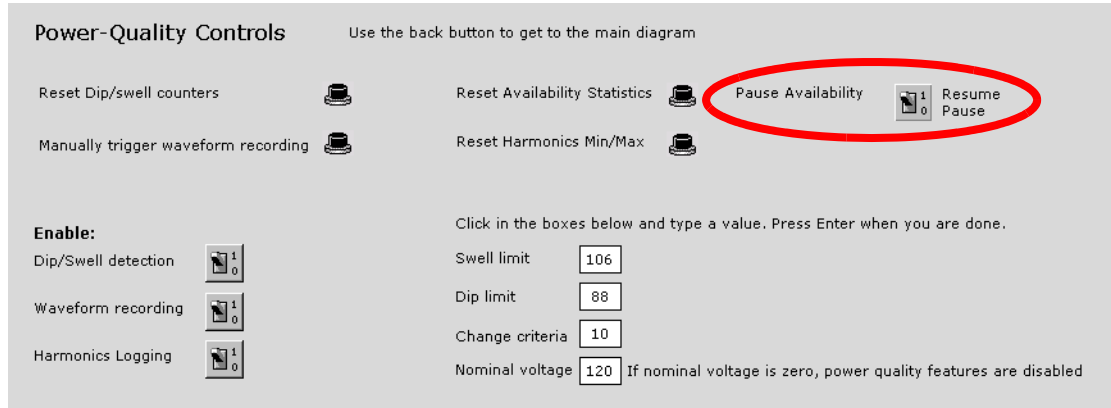 Power-Quality Controls Use the back button to get to the main diagram
Reset Dip/swell counters Reset Availability Statistics Pause Availability 1 Resume
0 Pause
Manually trigger waveform recording Reset Harmonics Min/Max
Click in the boxes below and type a value. Press Enter when you are done.
Enable:
Dip/Swell detection 1 0 Swell limit 106
Dip limit 88
Waveform recording 1 0
Change criteria 10
Harmonics Logging 1 0
Nominal voltage 120 If nominal voltage is zero, power quality features are disabled